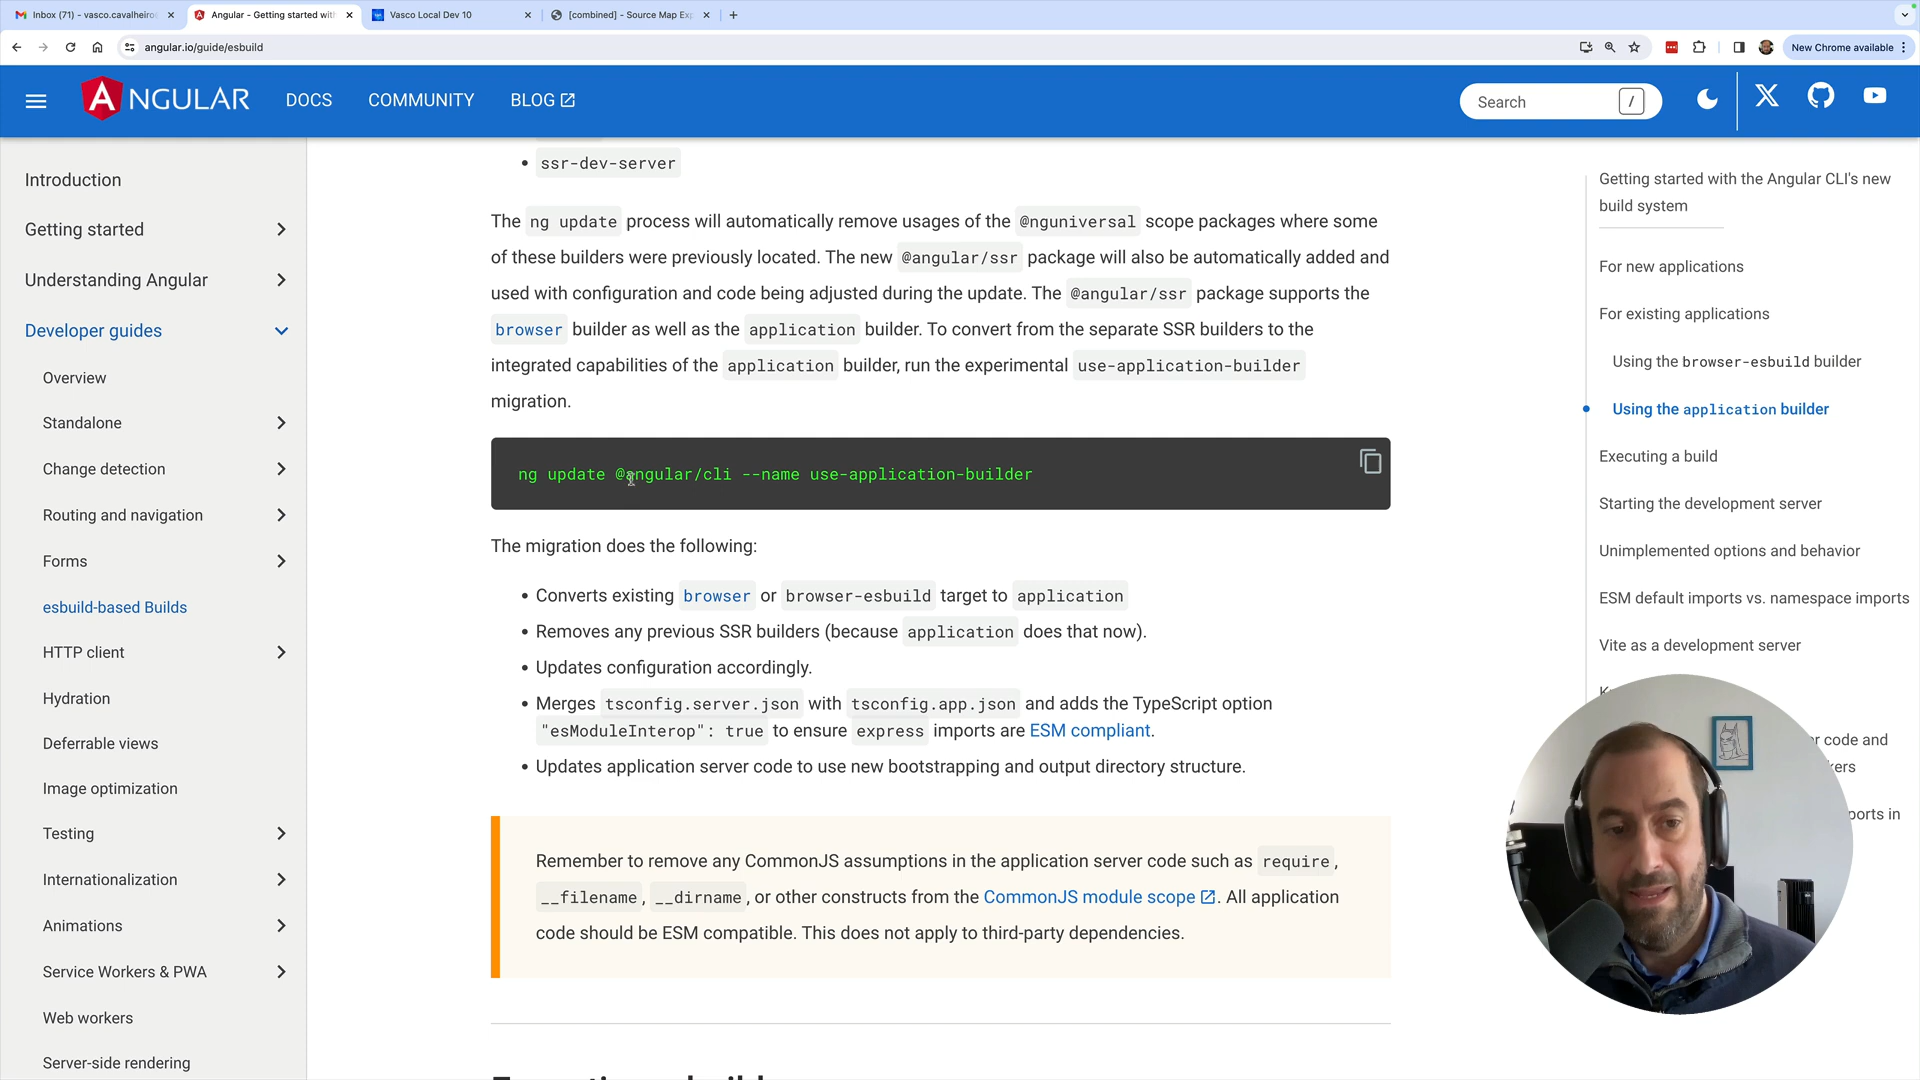 Inbox (71) - vasco.cavalheiro
Angular - Getting started with
Vasco Local Dev 10
[combined] - Source Map Exp
angular.io/guide/esbuild
New Chrome available
ANGULAR
DOCS
COMMUNITY
BLOG
Search
/
Introduction
Getting started
Understanding Angular
Developer guides
Overview
Standalone
Change detection
Routing and navigation
Forms
esbuild-based Builds
HTTP client
Hydration
Deferrable views
Image optimization
Testing
Internationalization
Animations
Service Workers & PWA
Web workers
Server-side rendering
• ssr-dev-server
The ng update process will automatically remove usages of the @nguniversal scope packages where some
of these builders were previously located. The new @angular/ssr package will also be automatically added and
used with configuration and code being adjusted during the update. The @angular/ssr package supports the
browser builder as well as the application builder. To convert from the separate SSR builders to the
integrated capabilities of the application builder, run the experimental use-application-builder
migration.
ng update @angular/cli --name use-application-builder
The migration does the following:
• Converts existing browser or browser-esbuild target to application
• Removes any previous SSR builders (because application does that now).
• Updates configuration accordingly.
• Merges tsconfig.server.json with tsconfig.app.json and adds the TypeScript option
"esModuleInterop": true to ensure express imports are ESM compliant.
• Updates application server code to use new bootstrapping and output directory structure.
Remember to remove any CommonJS assumptions in the application server code such as require,
__filename, __dirname, or other constructs from the CommonJS module scope. All application
code should be ESM compatible. This does not apply to third-party dependencies.
Getting started with the Angular CLI's new
build system
For new applications
For existing applications
Using the browser-esbuild builder
Using the application builder
Executing a build
Starting the development server
Unimplemented options and behavior
ESM default imports vs. namespace imports
Vite as a development server
r code and
kers
ports in